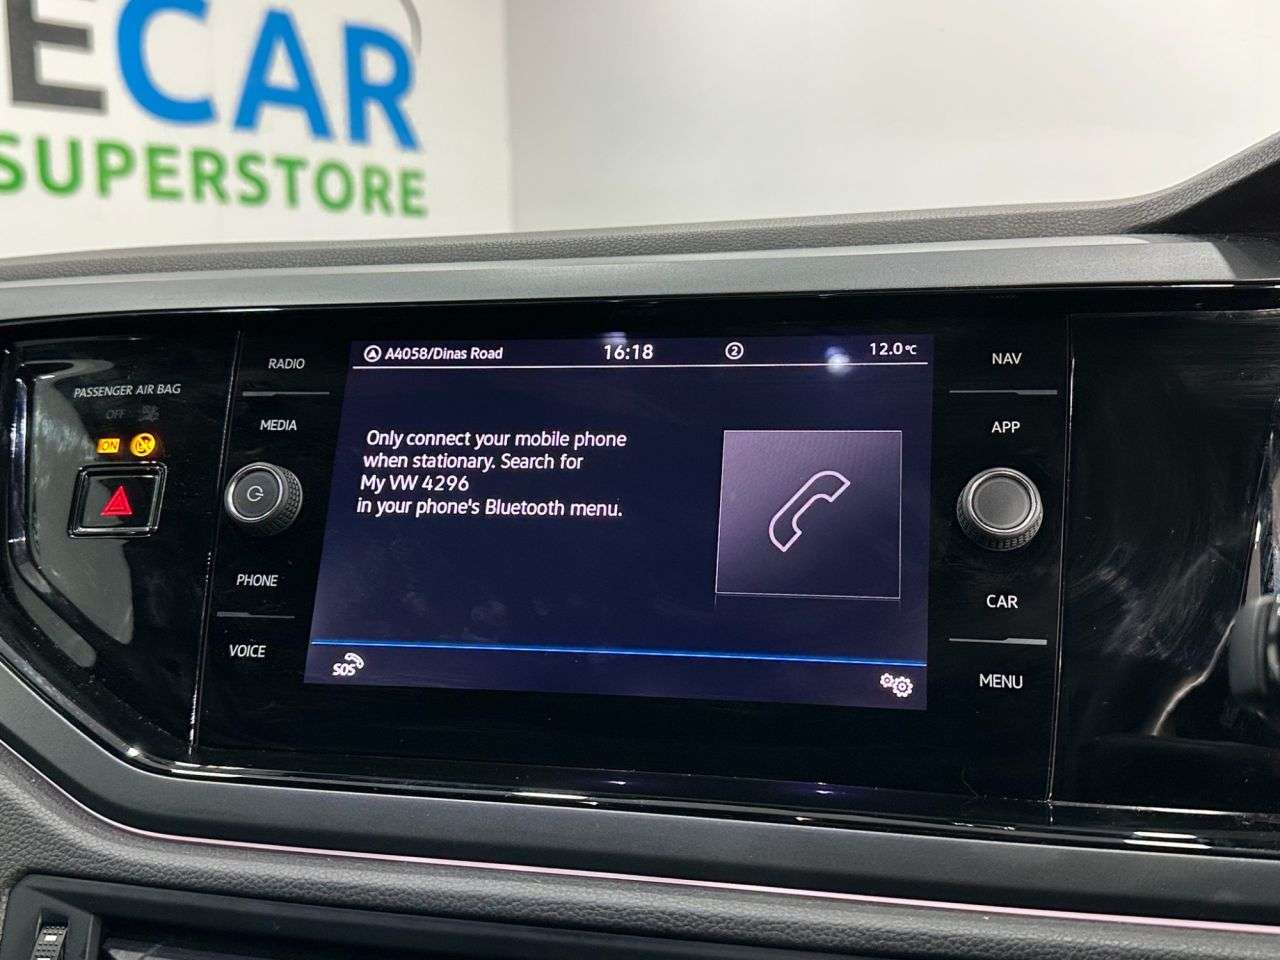 ECAR
SUPERSTORE
A4058/Dinas Road
16:18
2
12.0°C
Only connect your mobile phone
when stationary. Search for
My VW 4296
in your phone's Bluetooth menu.
SOS
PASSENGER AIR BAG
OFF
ON
RADIO
MEDIA
PHONE
VOICE
NAV
APP
CAR
MENU